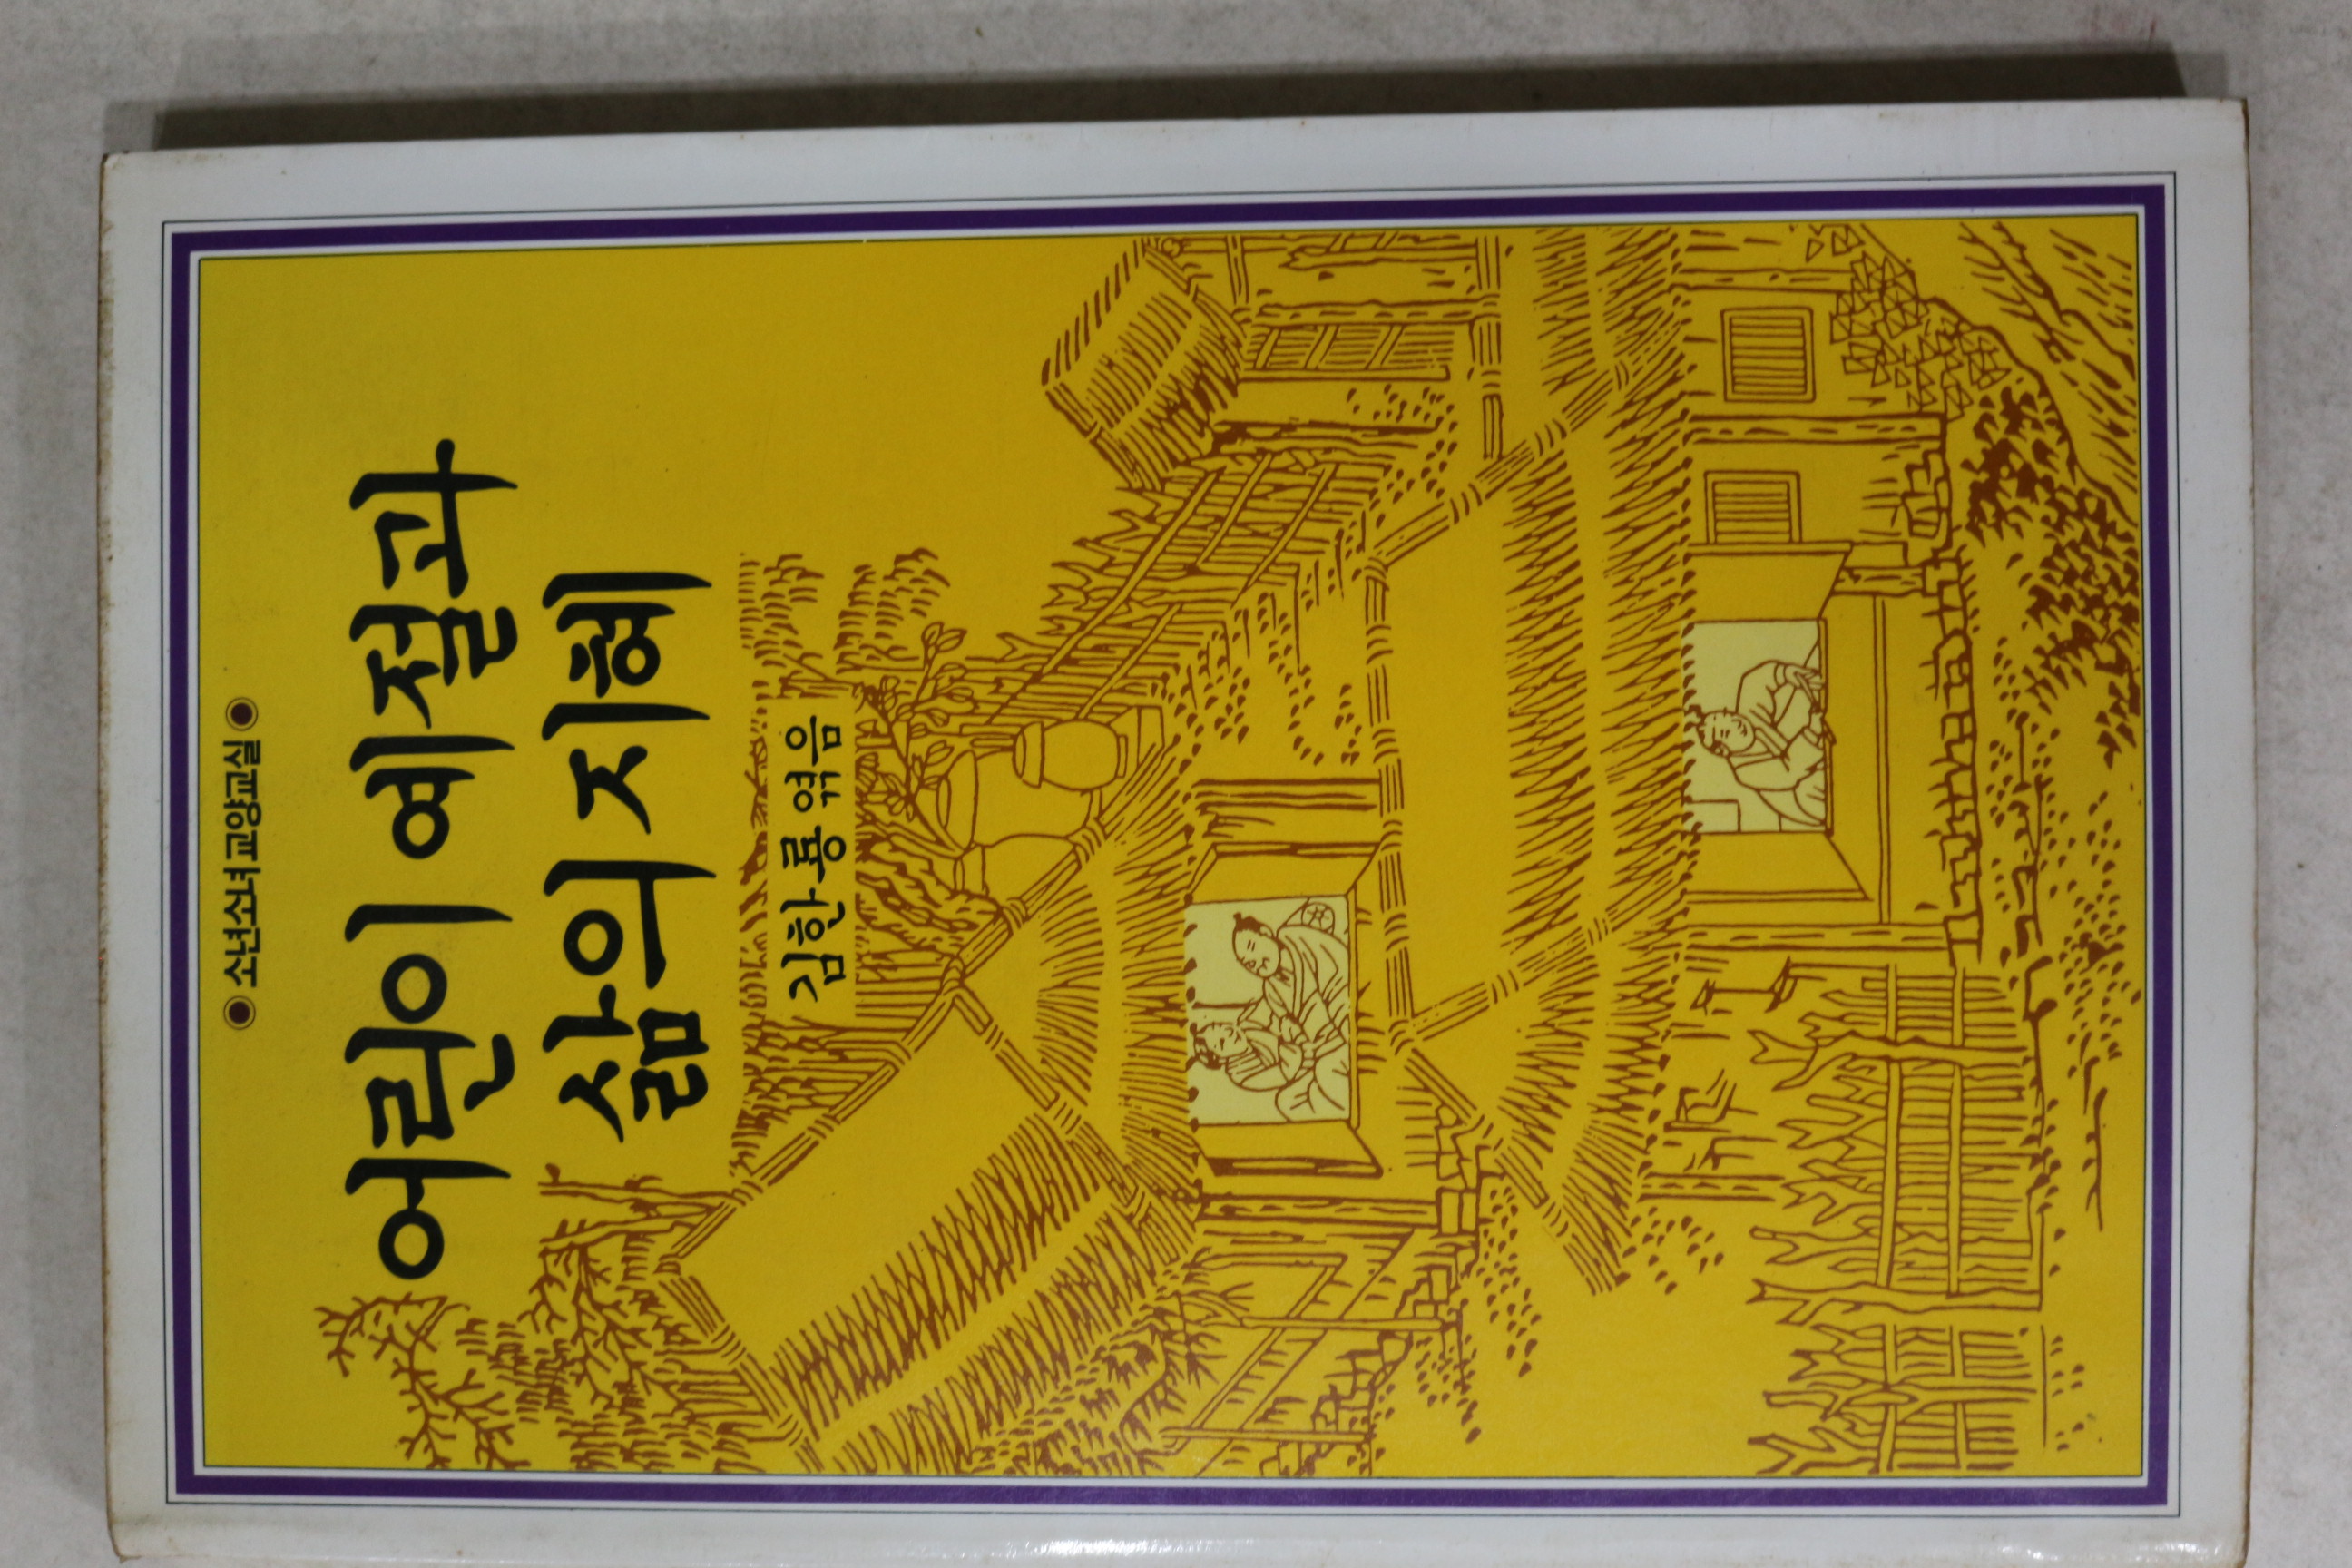 ◉ 소년소녀 교양교실 ◉
어린이 예절과
삶의 지혜
김한룡 엮음